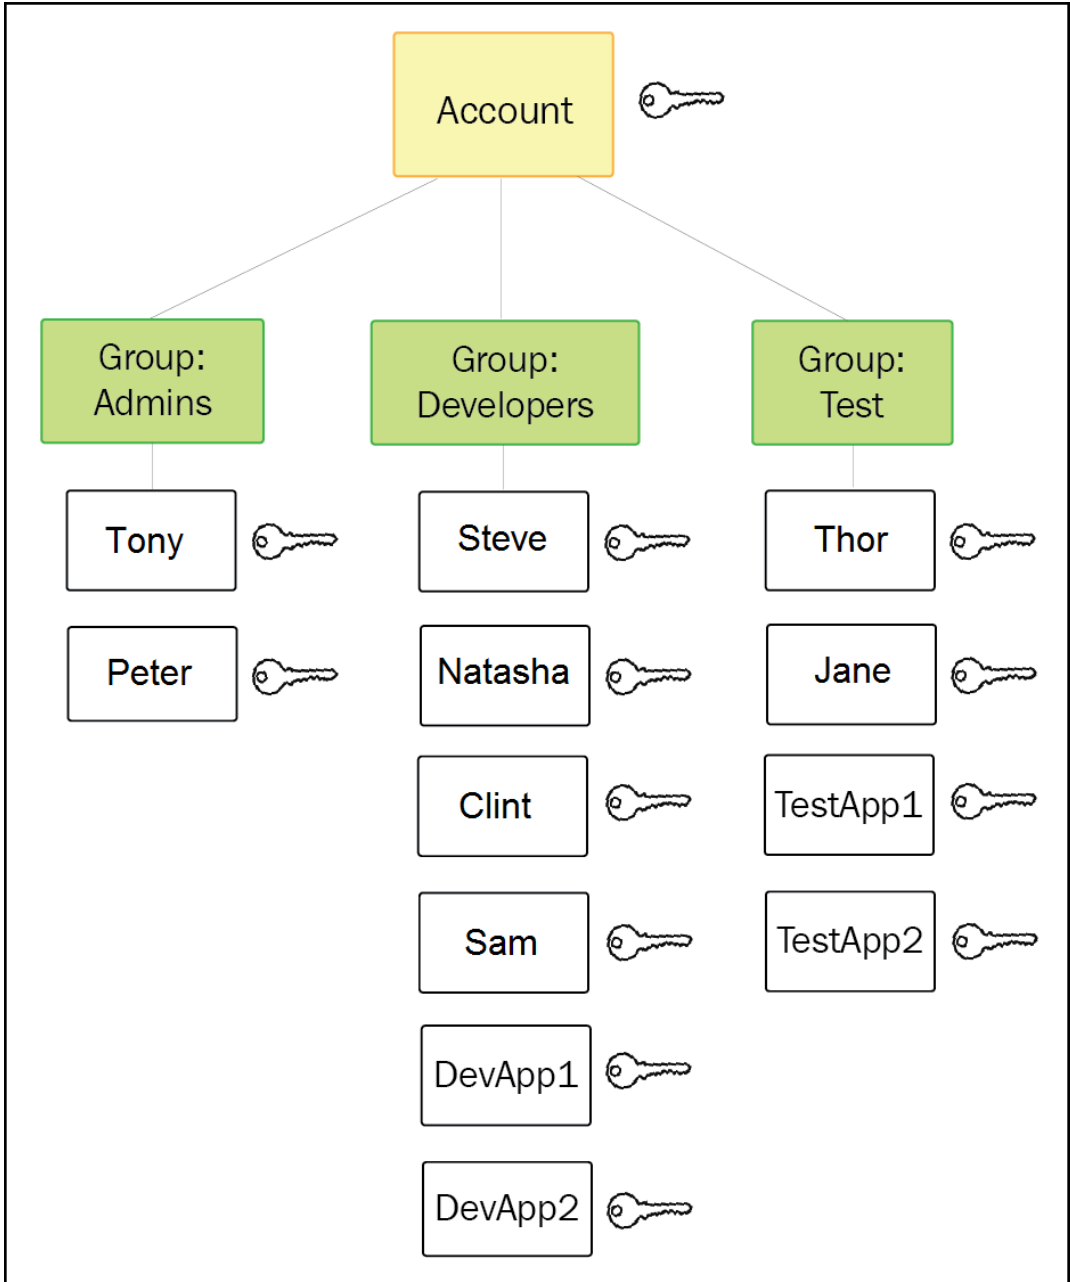 Account
Group:
Admins
Group:
Developers
Group:
Test
Tony
Steve
Thor
Peter
Natasha
Jane
Clint
TestApp1
Sam
TestApp2
DevApp1
DevApp2